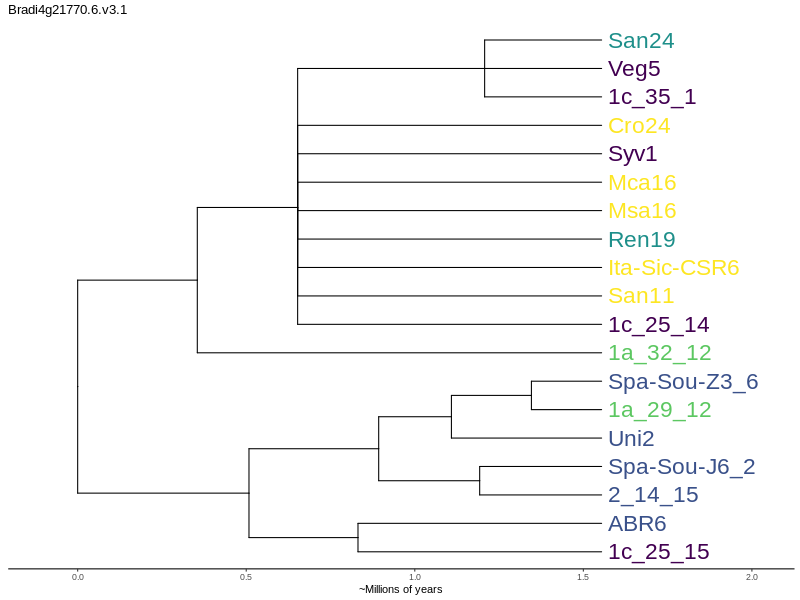 Bradi4g21770.6.v3.1
San24
Veg5
1c_35_1
Cro24
Syv1
Mca16
Msa16
Ren19
Ita-Sic-CSR6
San11
1c_25_14
1a_32_12
Spa-Sou-Z3_6
1a_29_12
Uni2
Spa-Sou-J6_2
2_14_15
ABR6
1c_25_15
0.0 0.5 1.0 1.5 2.0
~Millions of years